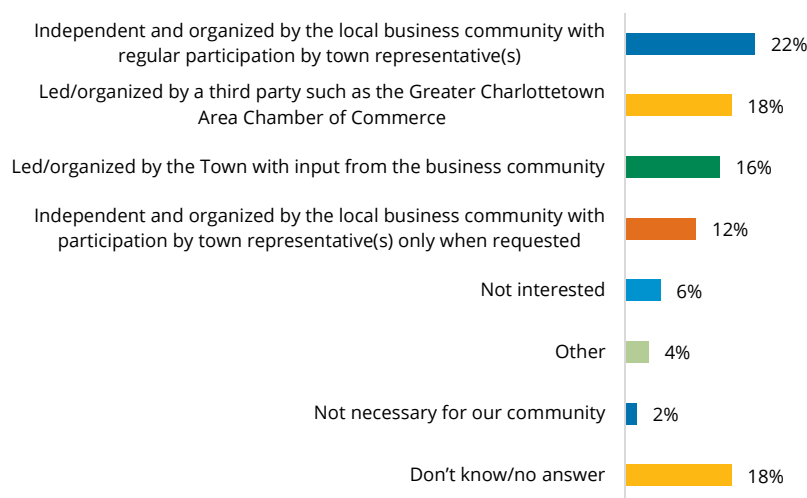 Independent and organized by the local business community with
regular participation by town representative(s)
22%
Led/organized by a third party such as the Greater Charlottetown
Area Chamber of Commerce
18%
Led/organized by the Town with input from the business community
16%
Independent and organized by the local business community with
participation by town representative(s) only when requested
12%
Not interested
6%
Other
4%
Not necessary for our community
2%
Don’t know/no answer
18%